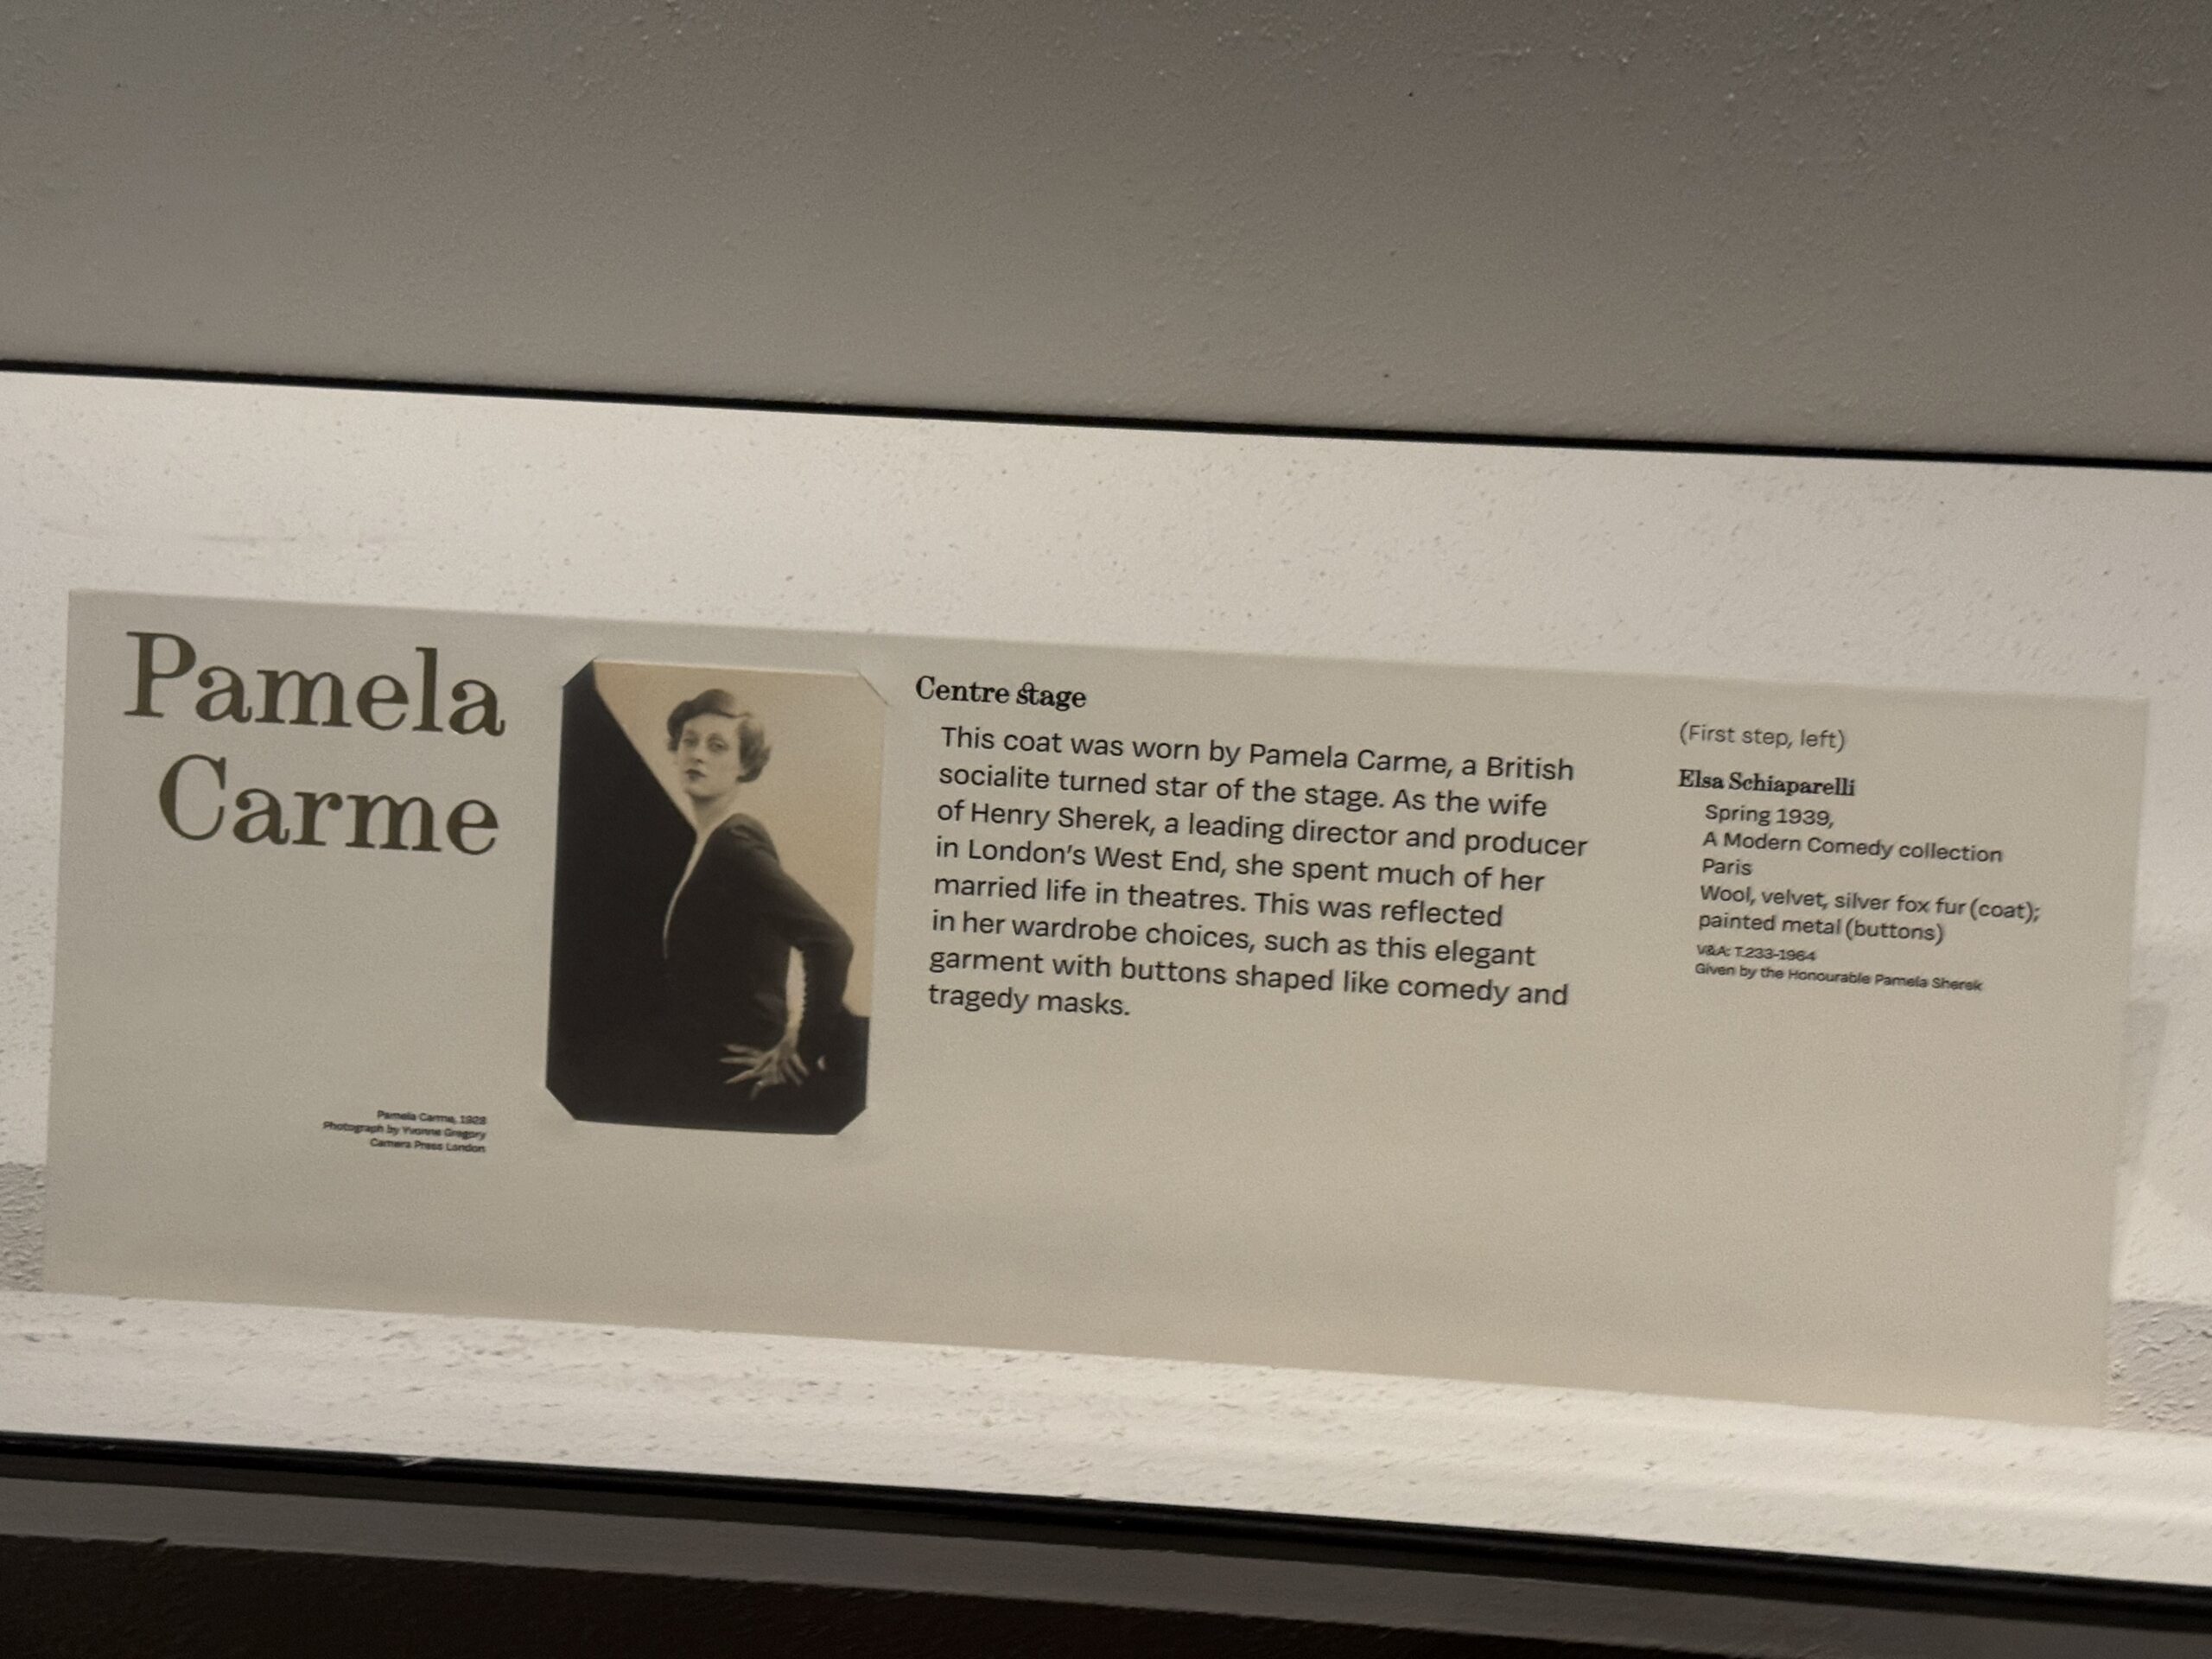 Pamela
Carme
Pamela Carme, 1928
Photograph by Yvonne Gregory
Camera Press London
Centre stage
This coat was worn by Pamela Carme, a British
socialite turned star of the stage. As the wife
of Henry Sherek, a leading director and producer
in London’s West End, she spent much of her
married life in theatres. This was reflected
in her wardrobe choices, such as this elegant
garment with buttons shaped like comedy and
tragedy masks.
(First step, left)
Elsa Schiaparelli
Spring 1939,
A Modern Comedy collection
Paris
Wool, velvet, silver fox fur (coat);
painted metal (buttons)
V&A: T.233-1964
Given by the Honourable Pamela Sherek